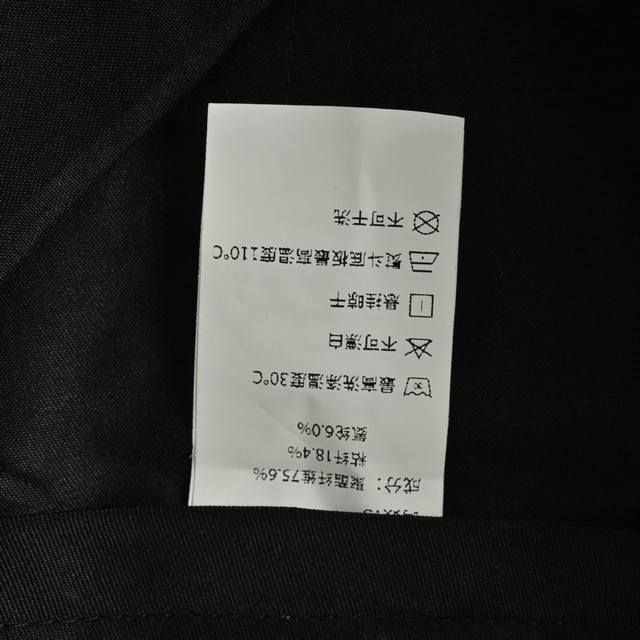 成分：聚酯纤维75.6%
粘纤18.4%
氨纶6.0%
最高洗涤温度30℃
不可漂白
悬挂晾干
熨斗底板最高温度110℃
不可干洗